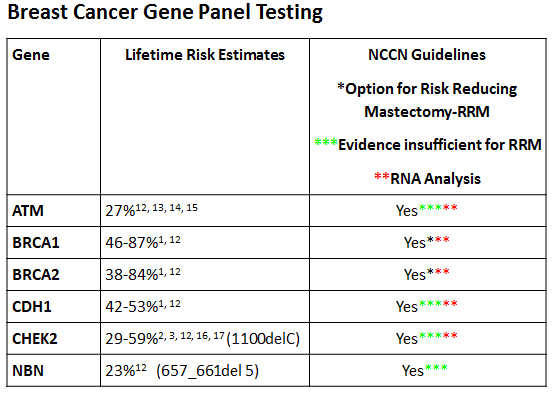 Breast Cancer Gene Panel Testing
Gene Lifetime Risk Estimates NCCN Guidelines
*Option for Risk Reducing
Mastectomy-RRM
***Evidence insufficient for RRM
**RNA Analysis
ATM 27%12, 13, 14, 15 Yes*****
BRCA1 46-87%1, 12 Yes***
BRCA2 38-84%1, 12 Yes***
CDH1 42-53%1, 12 Yes*****
CHEK2 29-59%2, 3, 12, 16, 17 (1100delC) Yes*****
NBN 23%12 (657_661del 5) Yes***